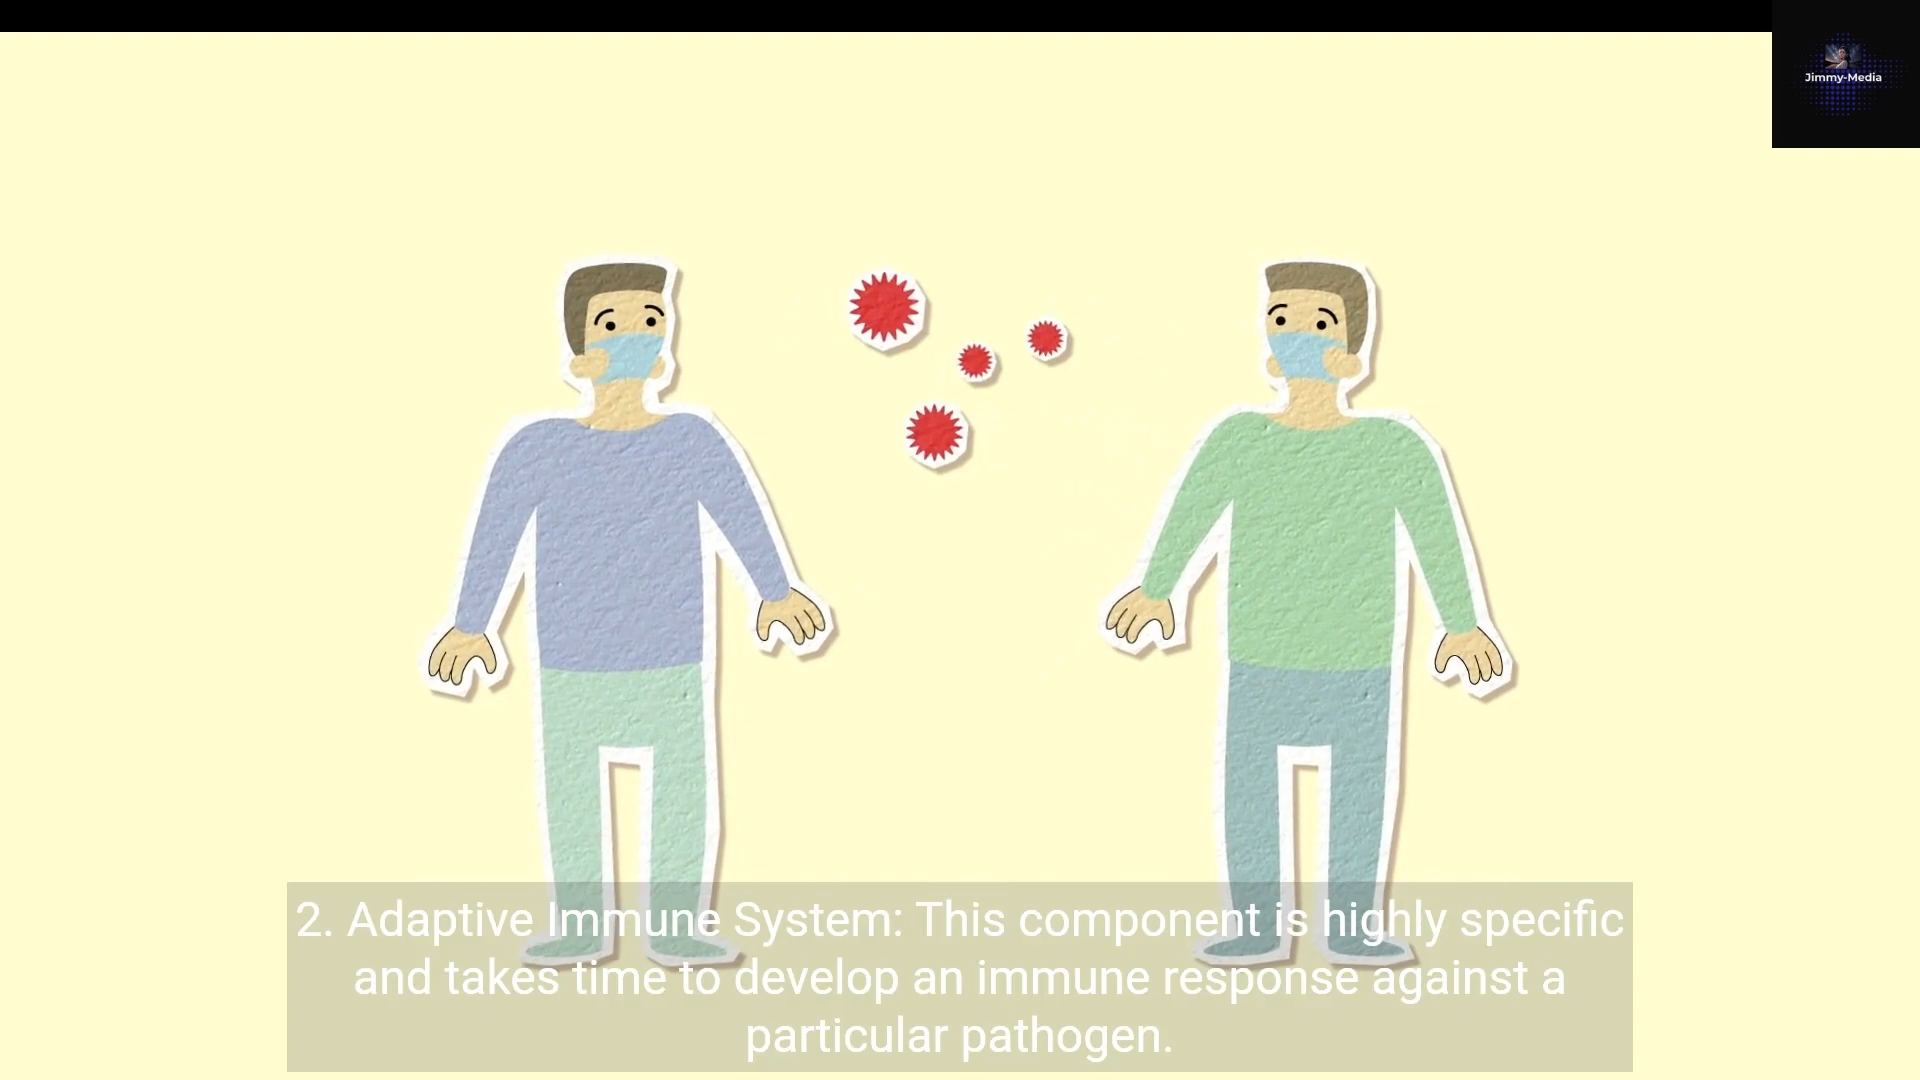 Jimmy-Media
2. Adaptive Immune System: This component is highly specific
and takes time to develop an immune response against a
particular pathogen.